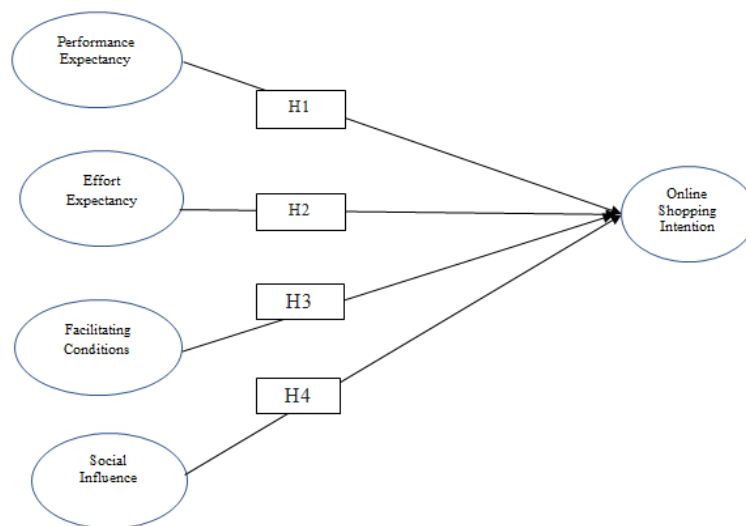 Performance
Expectancy
H1
Effort
Expectancy
H2
Online
Shopping
Intention
Facilitating
Conditions
H3
H4
Social
Influence